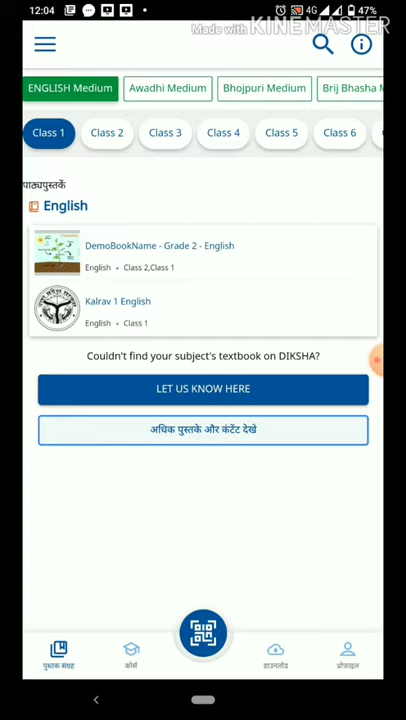 12:04
4G
47%
Made with KINEMASTER
ENGLISH Medium
Awadhi Medium
Bhojpuri Medium
Brij Bhasha M
Class 1
Class 2
Class 3
Class 4
Class 5
Class 6
पाठ्यपुस्तकें
English
DemoBookName - Grade 2 - English
English • Class 2,Class 1
Kalrav 1 English
English • Class 1
Couldn't find your subject's textbook on DIKSHA?
LET US KNOW HERE
अधिक पुस्तके और कंटेंट देखे
पुस्तक संग्रह
कोर्स
डाउनलोड
प्रोफाइल